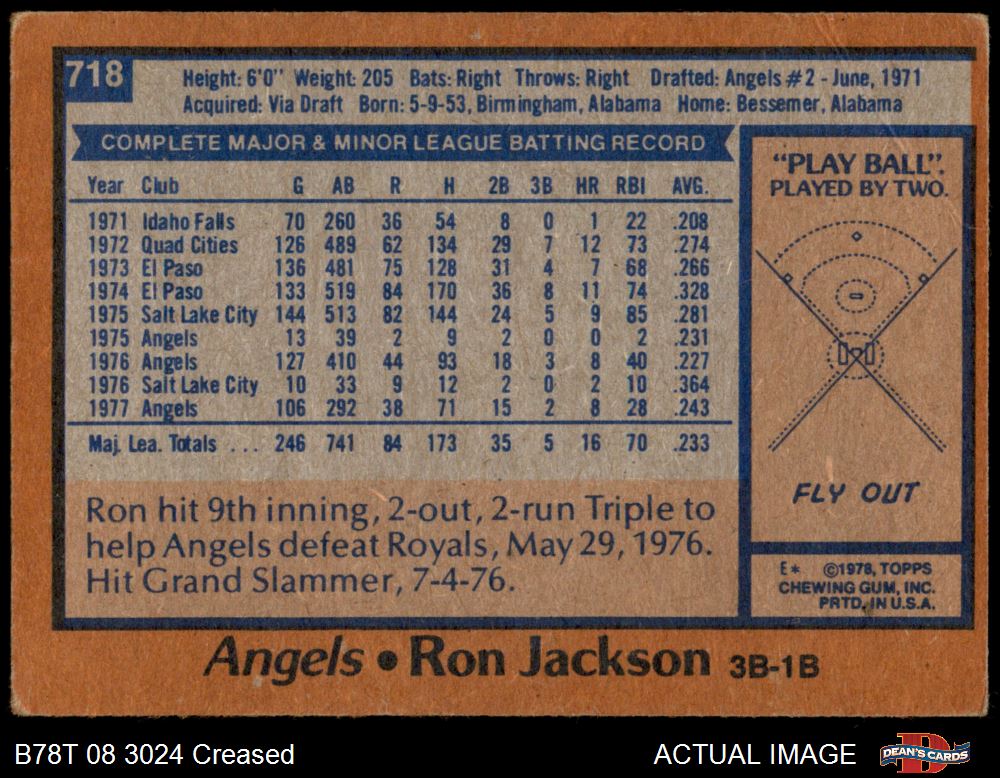 718
Height: 6'0" Weight: 205 Bats: Right Throws: Right Drafted: Angels #2 - June, 1971
Acquired: Via Draft Born: 5-9-53, Birmingham, Alabama Home: Bessemer, Alabama
COMPLETE MAJOR & MINOR LEAGUE BATTING RECORD
Year Club G AB R H 2B 3B HR RBI AVG.
1971 Idaho Falls 70 260 36 54 8 0 1 22 .208
1972 Quad Cities 126 489 62 134 29 7 12 73 .274
1973 El Paso 136 481 75 128 31 4 7 68 .266
1974 El Paso 133 519 84 170 36 8 11 74 .328
1975 Salt Lake City 144 513 82 144 24 5 9 85 .281
1975 Angels 13 39 2 9 2 0 0 2 .231
1976 Angels 127 410 44 93 18 3 8 40 .227
1976 Salt Lake City 10 33 9 12 2 0 2 10 .364
1977 Angels 106 292 38 71 15 2 8 28 .243
Maj. Lea. Totals . . . 246 741 84 173 35 5 16 70 .233
Ron hit 9th inning, 2-out, 2-run Triple to
help Angels defeat Royals, May 29, 1976.
Hit Grand Slammer, 7-4-76.
"PLAY BALL".
PLAYED BY TWO.
FLY OUT
E* ©1978, TOPPS
CHEWING GUM, INC.
PRTD. IN U.S.A.
Angels • Ron Jackson 3B-1B
B78T 08 3024 Creased
ACTUAL IMAGE
DEAN'S CARDS